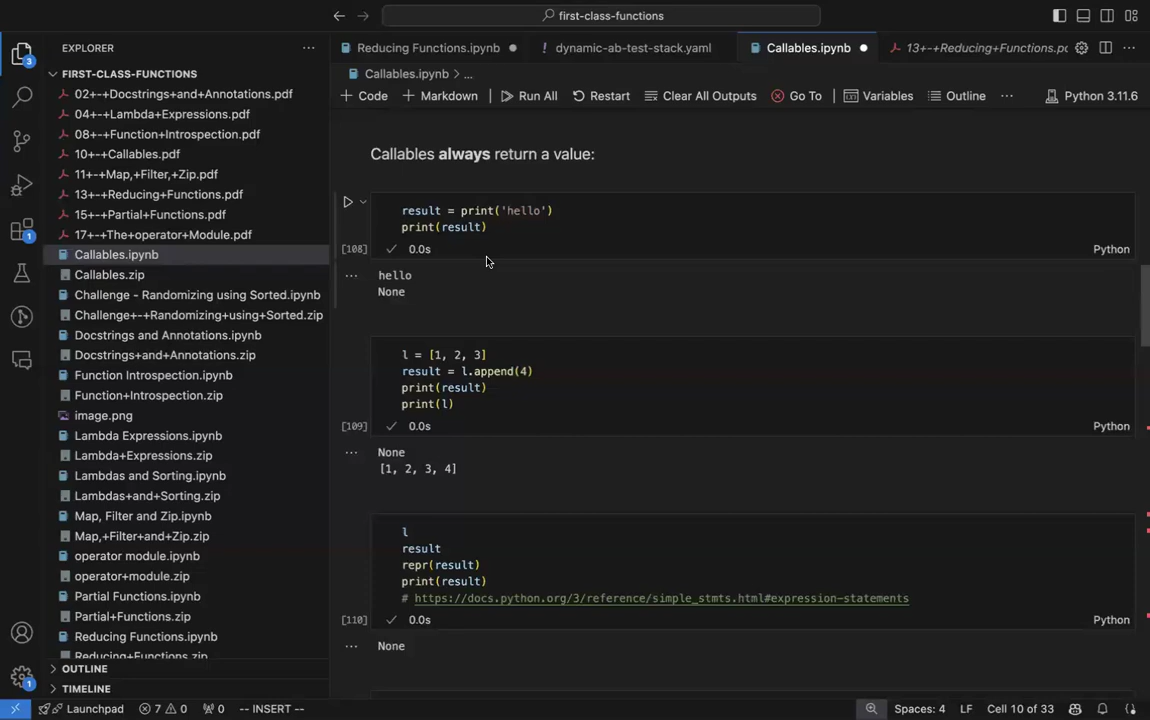 first-class-functions
EXPLORER
FIRST-CLASS-FUNCTIONS
02+-+Docstrings+and+Annotations.pdf
04+-+Lambda+Expressions.pdf
08+-+Function+Introspection.pdf
10+-+Callables.pdf
11+-+Map,+Filter,+Zip.pdf
13+-+Reducing+Functions.pdf
15+-+Partial+Functions.pdf
17+-+The+operator+Module.pdf
Callables.ipynb
Callables.zip
Challenge - Randomizing using Sorted.ipynb
Challenge+-+Randomizing+using+Sorted.zip
Docstrings and Annotations.ipynb
Docstrings+and+Annotations.zip
Function Introspection.ipynb
Function+Introspection.zip
image.png
Lambda Expressions.ipynb
Lambda+Expressions.zip
Lambdas and Sorting.ipynb
Lambdas+and+Sorting.zip
Map, Filter and Zip.ipynb
Map,+Filter+and+Zip.zip
operator module.ipynb
operator+module.zip
Partial Functions.ipynb
Partial+Functions.zip
Reducing Functions.ipynb
Reducing+Functions.zip
OUTLINE
TIMELINE
3
1
1
Reducing Functions.ipynb
dynamic-ab-test-stack.yaml
Callables.ipynb
13+-+Reducing+Functions.pd
Callables.ipynb > ...
+ Code + Markdown Run All Restart Clear All Outputs Go To Variables Outline ... Python 3.11.6
Callables always return a value:
result = print('hello')
print(result)
[108] 0.0s Python
hello
None
l = [1, 2, 3]
result = l.append(4)
print(result)
print(l)
[109] 0.0s Python
None
[1, 2, 3, 4]
l
result
repr(result)
print(result)
# https://docs.python.org/3/reference/simple_stmts.html#expression-statements
[110] 0.0s Python
None
Launchpad 7 0 0 -- INSERT -- Spaces: 4 LF Cell 10 of 33